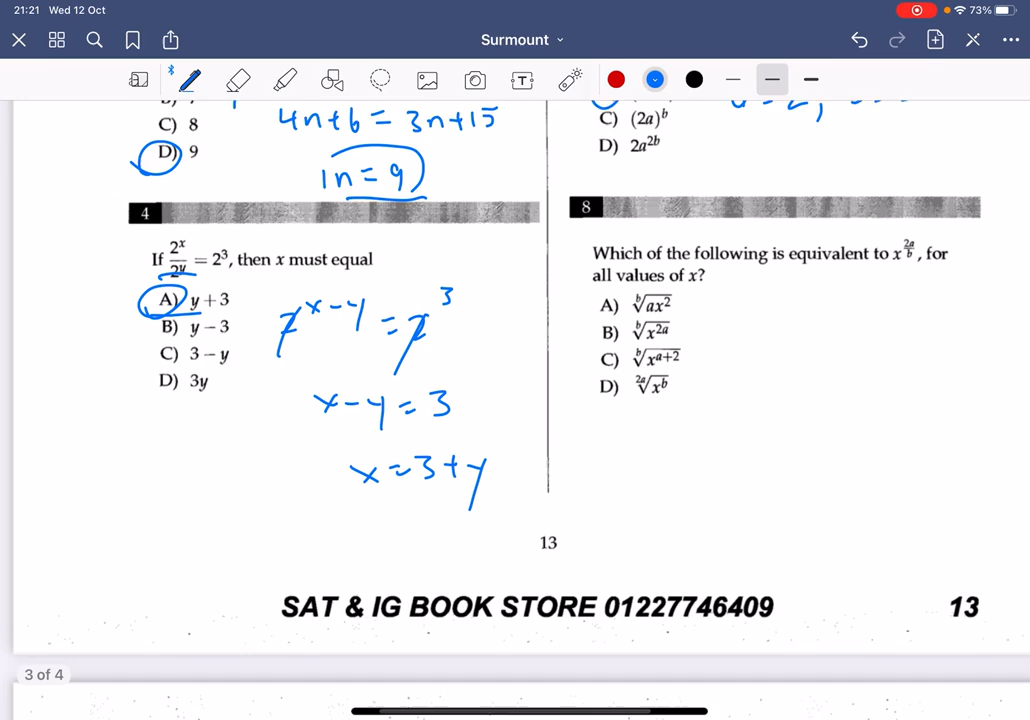 21:21 Wed 12 Oct
73%
Surmount
C) 8
D) 9
4n+6 = 3n+15
1n = 9
4
If 2^x/2^y = 2^3, then x must equal
A) y + 3
B) y − 3
C) 3 − y
D) 3y
2^x-y = 2^3
x - y = 3
x = 3 + y
C) (2a)^b
D) 2a^2b
8
Which of the following is equivalent to x^(2a/b), for
all values of x?
A) ᵇ√ax²
B) ᵇ√x^2a
C) ᵇ√x^a+2
D) ²ᵃ√x^b
13
SAT & IG BOOK STORE 01227746409
13
3 of 4